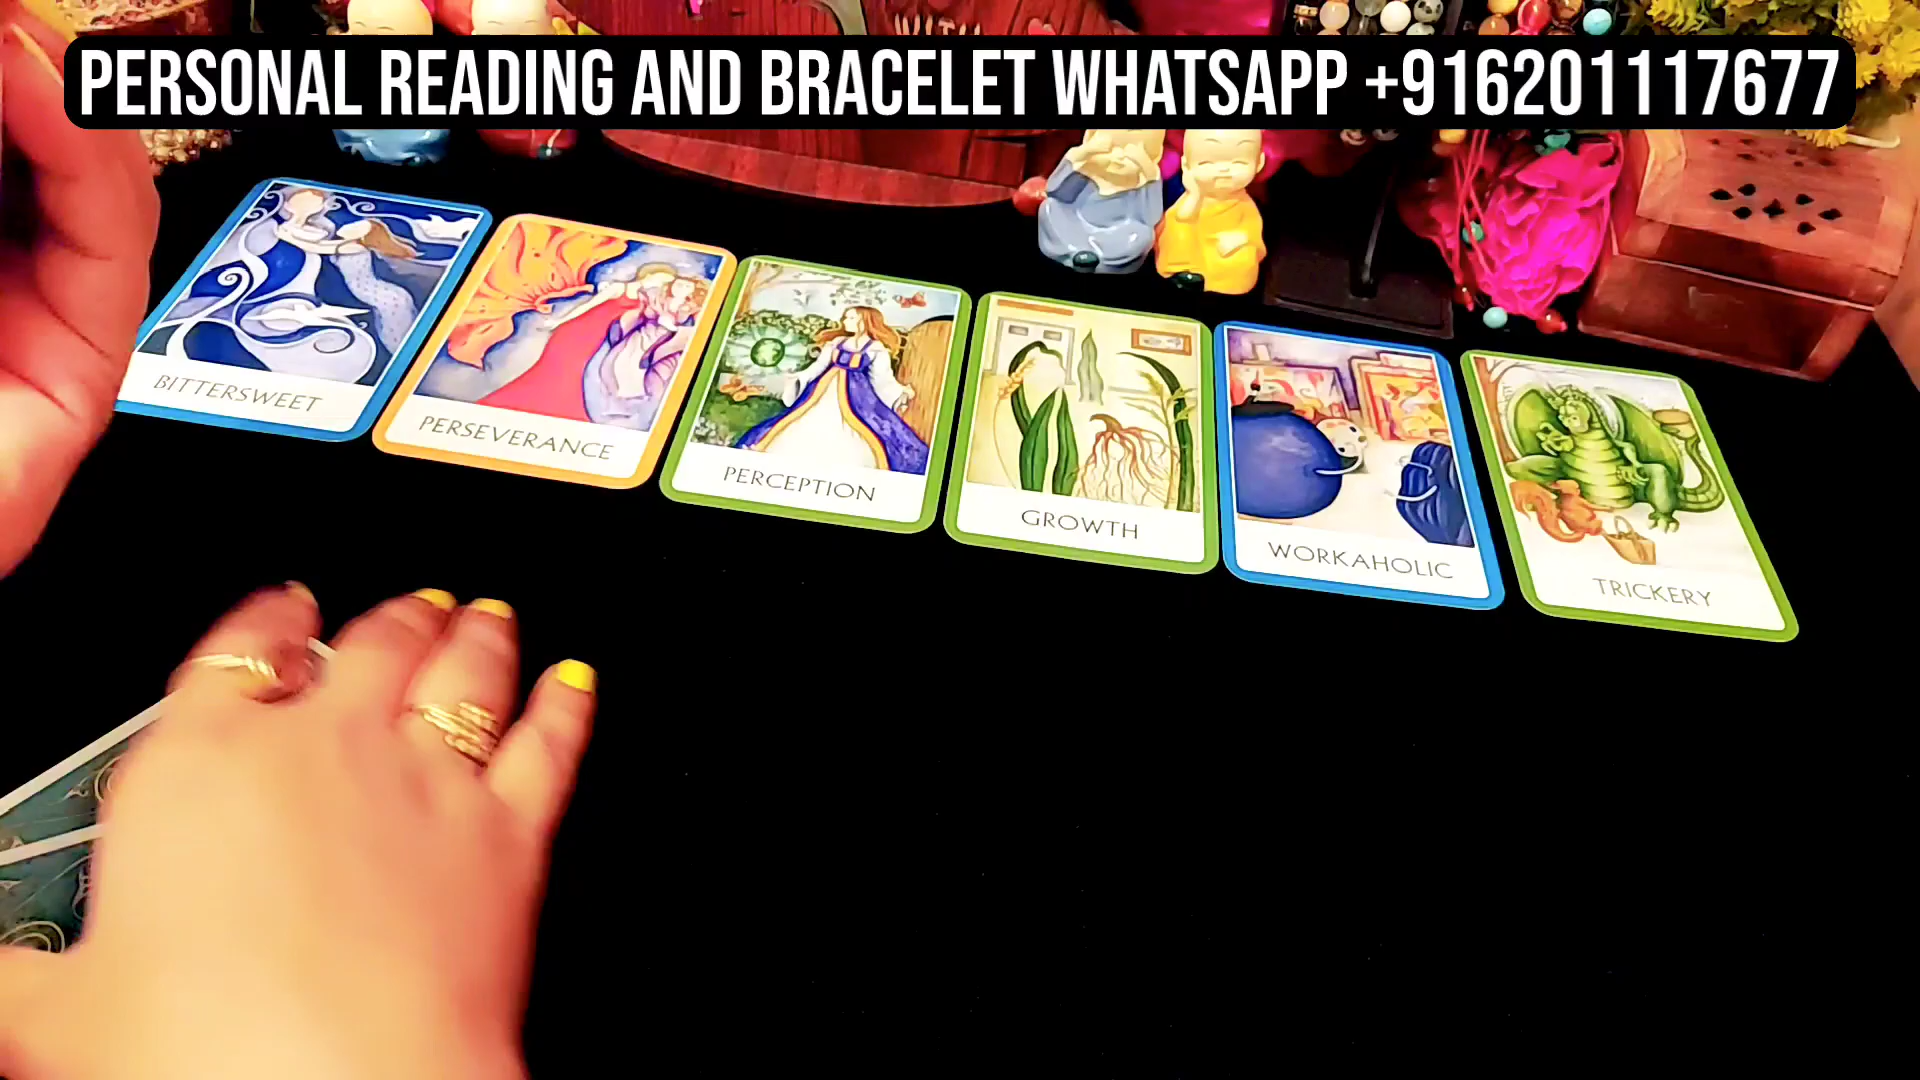 PERSONAL READING AND BRACELET WHATSAPP +916201117677
BITTERSWEET
PERSEVERANCE
PERCEPTION
GROWTH
WORKAHOLIC
TRICKERY